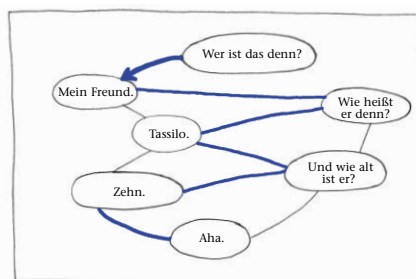 Wer ist das denn?
Mein Freund.
Wie heißt
er denn?
Tassilo.
Und wie alt
ist er?
Zehn.
Aha.